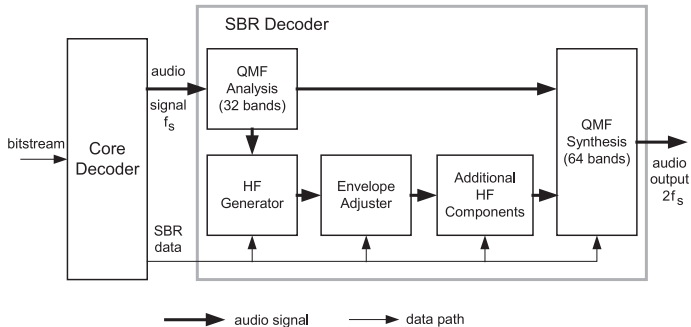 SBR Decoder
bitstream
Core
Decoder
audio
signal
fs
SBR
data
QMF
Analysis
(32 bands)
HF
Generator
Envelope
Adjuster
Additional
HF
Components
QMF
Synthesis
(64 bands)
audio
output
2fs
audio signal
data path